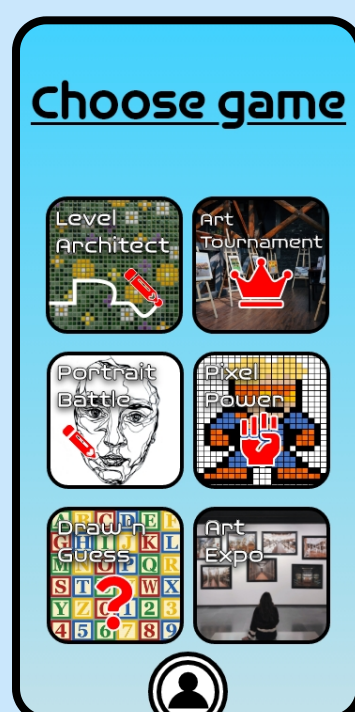 Choose game
Level
Architect
Art
Tournament
Portrait
Battle
Pixel
Power
Draw'n
Guess
Art
Expo